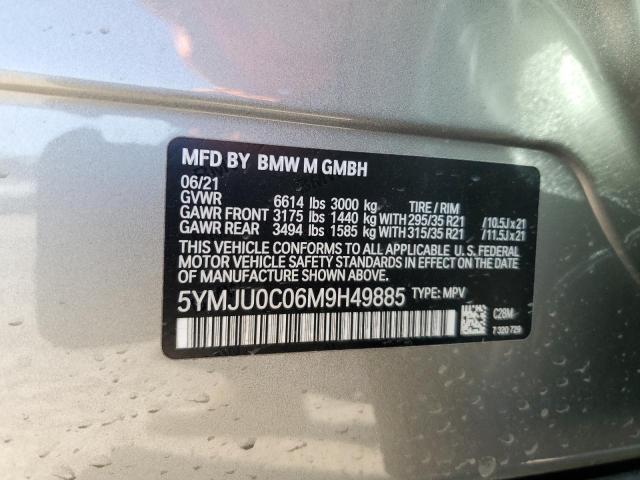 MFD BY BMW M GMBH
06/21
GVWR 6614 lbs 3000 kg TIRE / RIM
GAWR FRONT 3175 lbs 1440 kg WITH 295/35 R21 /10.5J x 21
GAWR REAR 3494 lbs 1585 kg WITH 315/35 R21 /11.5J x 21
THIS VEHICLE CONFORMS TO ALL APPLICABLE U.S. FEDERAL
MOTOR VEHICLE SAFETY STANDARDS IN EFFECT ON THE
DATE OF MANUFACTURE SHOWN ABOVE.
5YMJU0C06M9H49885 TYPE: MPV
C28M
7 320 729